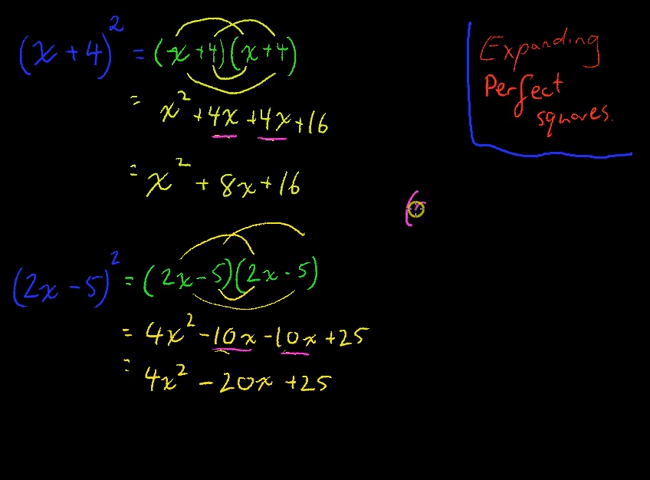 (x + 4)² = (x+4)(x+4)
= x² + 4x + 4x + 16
= x² + 8x + 16
Expanding
Perfect
squares.
(
(2x - 5)² = (2x - 5)(2x - 5)
= 4x² - 10x - 10x + 25
= 4x² - 20x + 25